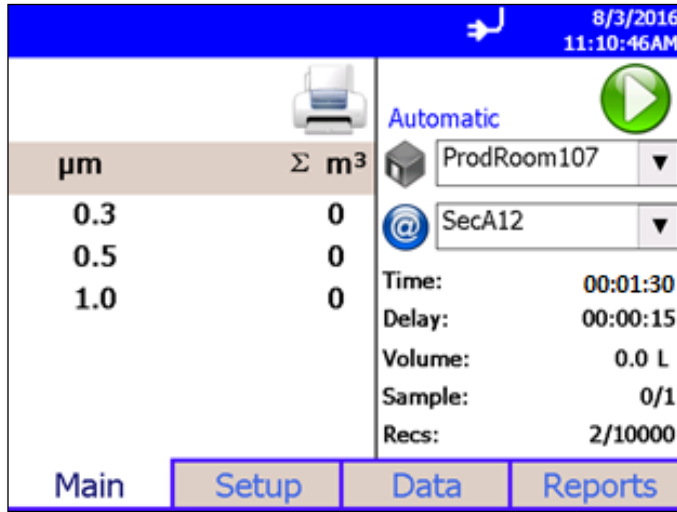 8/3/2016
11:10:46AM
Automatic
µm Σ m³
ProdRoom107
0.3 0
@ SecA12
0.5 0
1.0 0
Time: 00:01:30
Delay: 00:00:15
Volume: 0.0 L
Sample: 0/1
Recs: 2/10000
Main Setup Data Reports